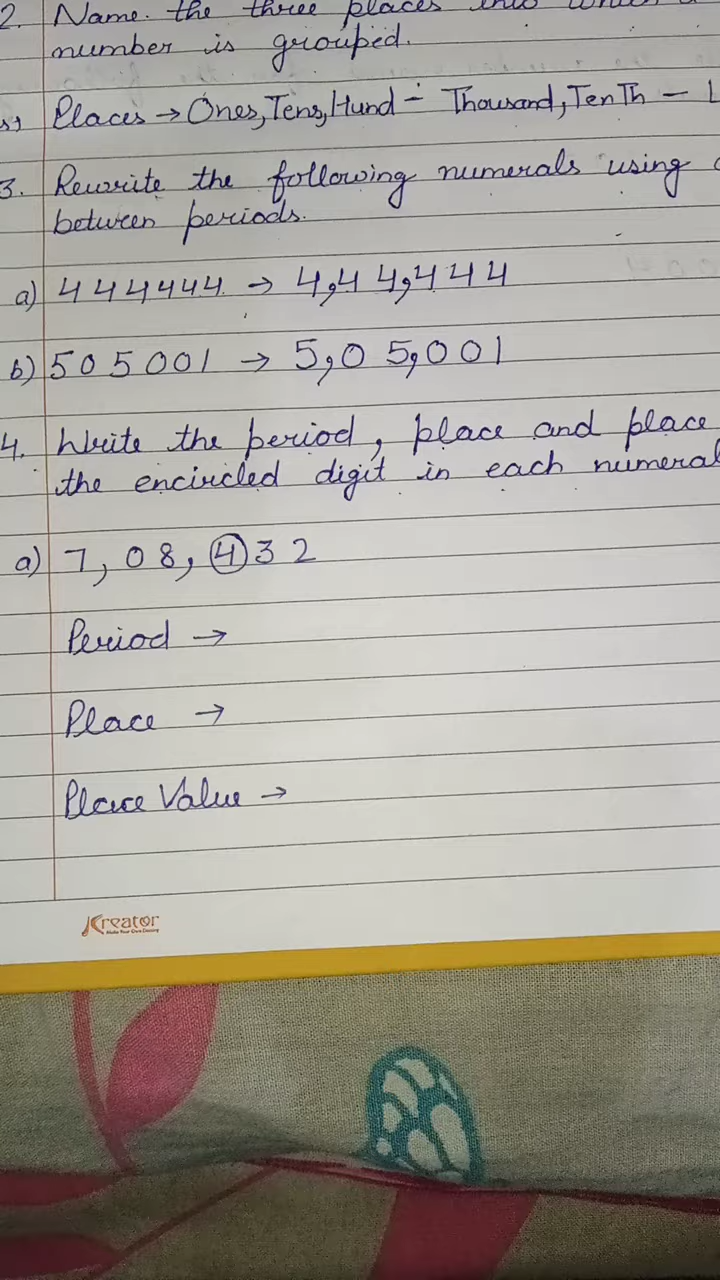 2. Name the three places into which a
number is grouped.
Places → Ones, Tens, Hund - Thousand, Ten Th - L
3. Rewrite the following numerals using
between periods.
a) 444444 → 4,44,444
b) 505001 → 5,05,001
4. Write the period, place and place
the encircled digit in each numeral
a) 7,08,432
Period →
Place →
Place Value →
Kreator